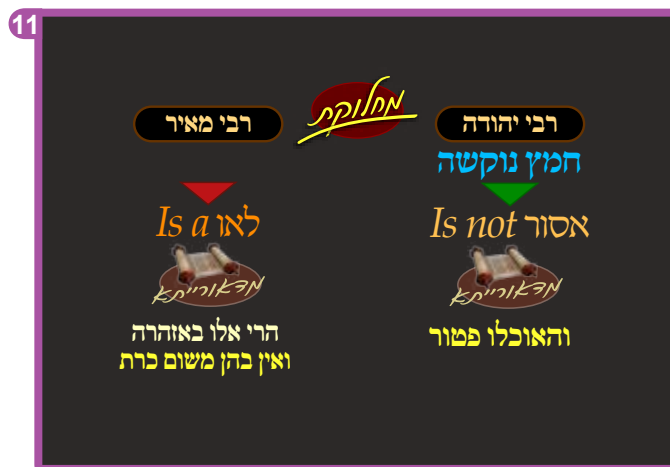 11
מחלוקת
רבי יהודה
חמץ נוקשה
Is not אסור
מדאורייתא
והאוכלו פטור
רבי מאיר
Is a לאו
מדאורייתא
הרי אלו באזהרה
ואין בהן משום כרת